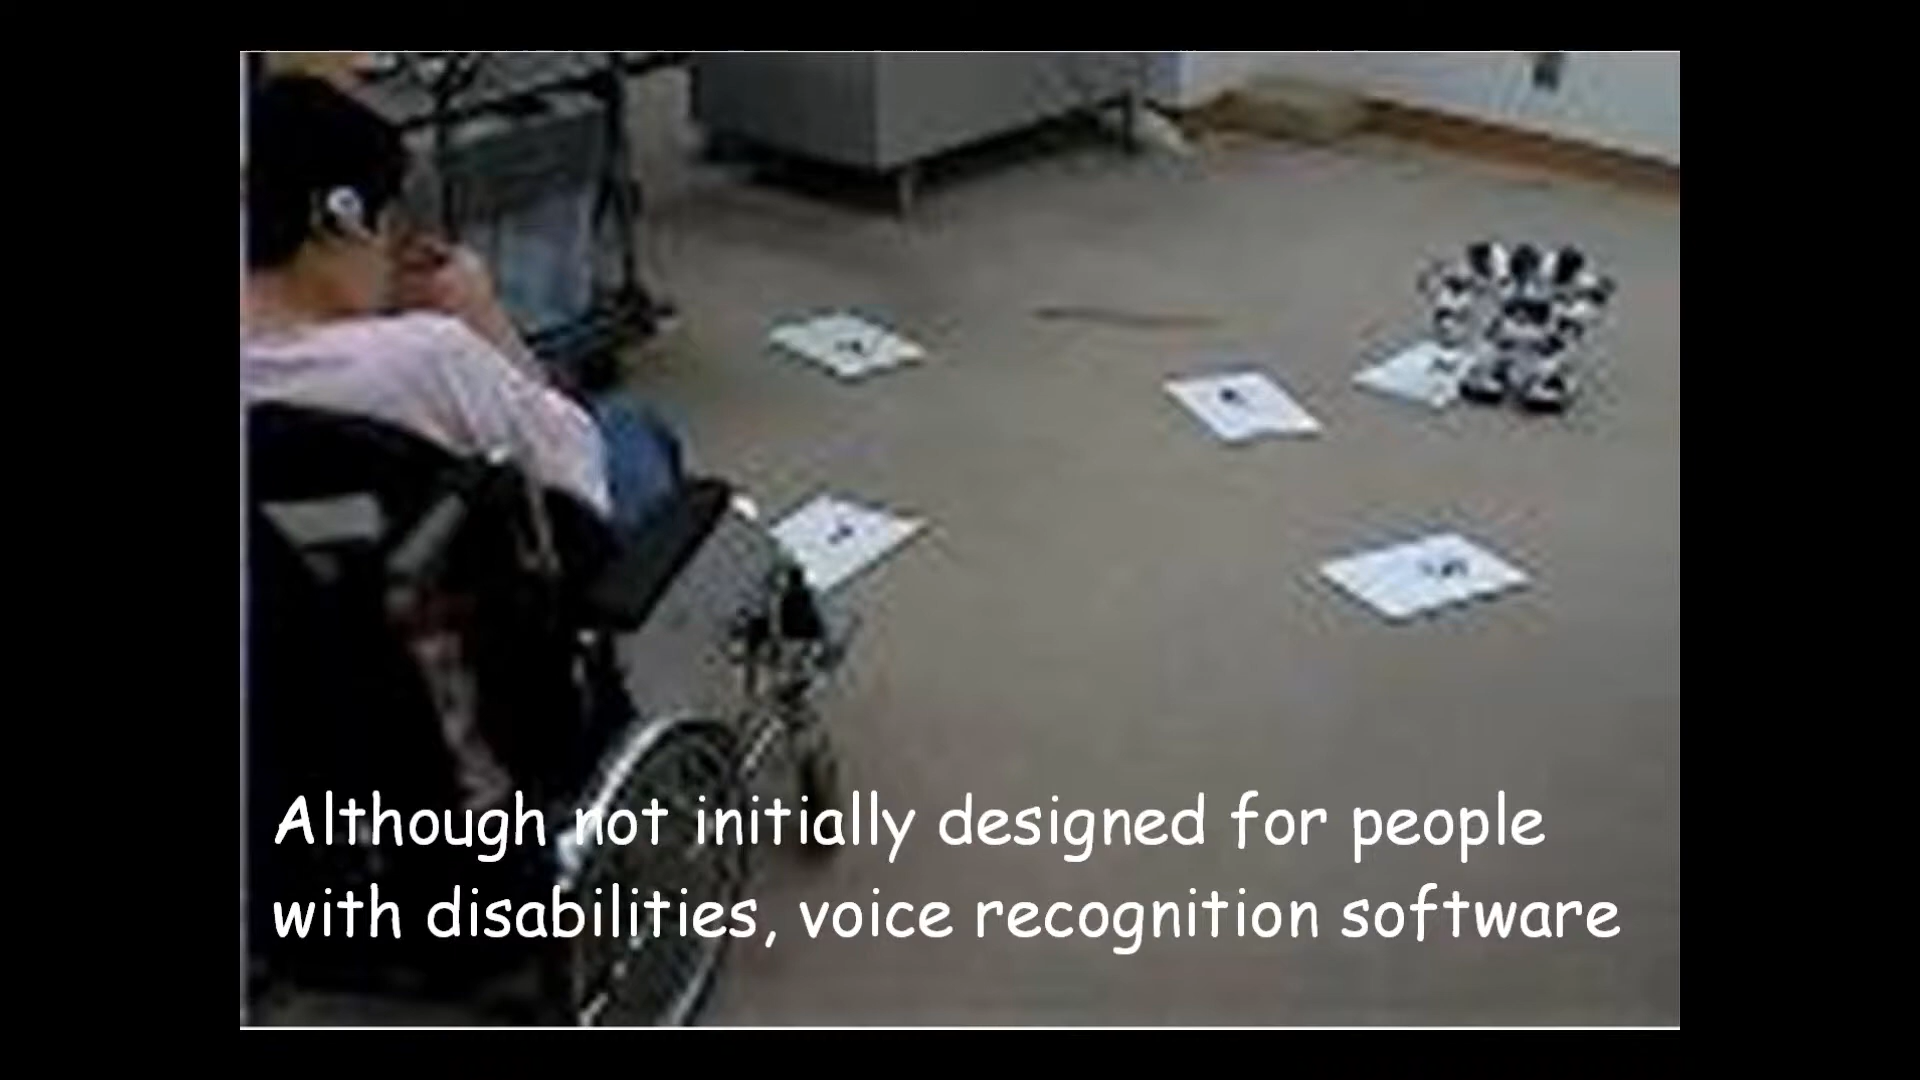 Although not initially designed for people
with disabilities, voice recognition software